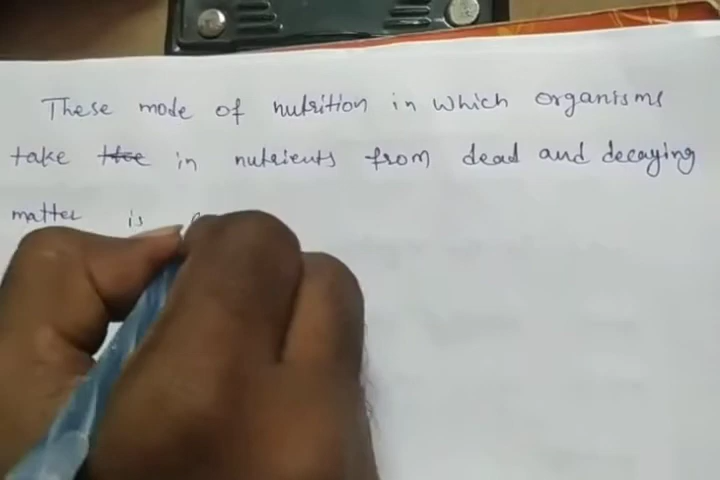 These mode of nutrition in which organisms
take in nutrients from dead and decaying
matter is